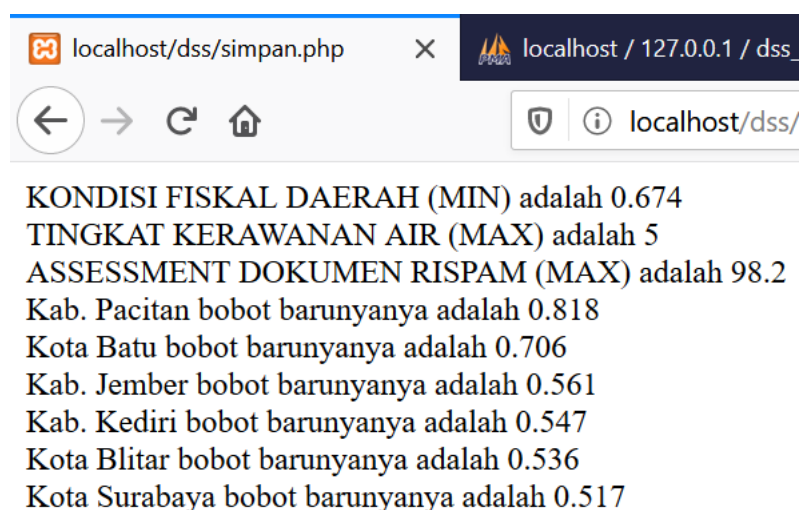 localhost/dss/simpan.php
PMA localhost / 127.0.0.1 / dss_
localhost/dss/
KONDISI FISKAL DAERAH (MIN) adalah 0.674
TINGKAT KERAWANAN AIR (MAX) adalah 5
ASSESSMENT DOKUMEN RISPAM (MAX) adalah 98.2
Kab. Pacitan bobot barunyanya adalah 0.818
Kota Batu bobot barunyanya adalah 0.706
Kab. Jember bobot barunyanya adalah 0.561
Kab. Kediri bobot barunyanya adalah 0.547
Kota Blitar bobot barunyanya adalah 0.536
Kota Surabaya bobot barunyanya adalah 0.517